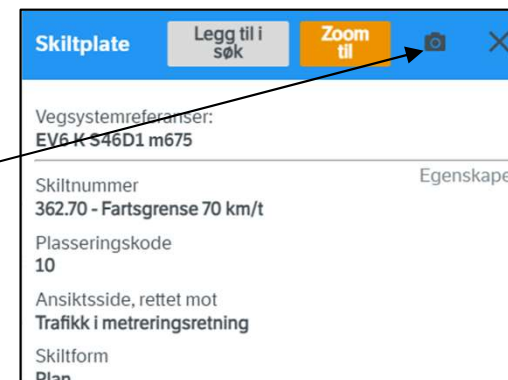 Skiltplate
Legg til i
søk
Zoom
til
Vegsystemreferanser:
EV6 K S46D1 m675
Egenskape
Skiltnummer
362.70 - Fartsgrense 70 km/t
Plasseringskode
10
Ansiktsside, rettet mot
Trafikk i metreringsretning
Skiltform
Plan